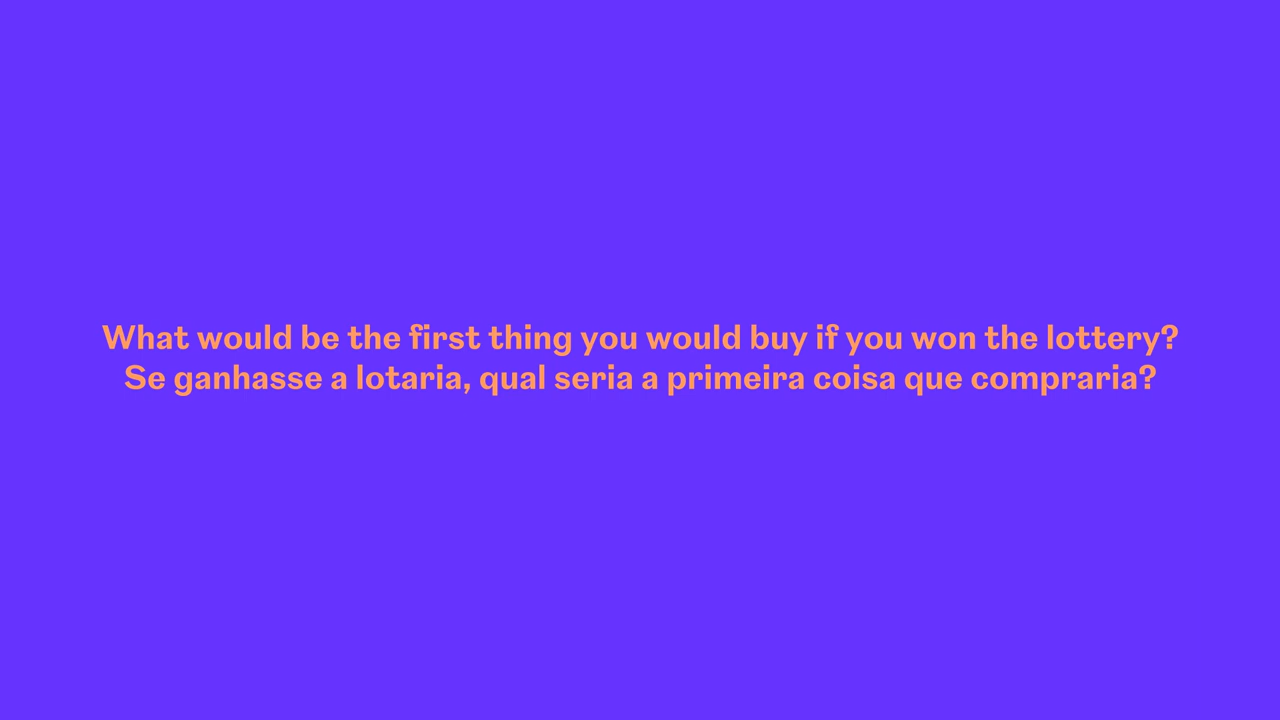 What would be the first thing you would buy if you won the lottery?
Se ganhasse a lotaria, qual seria a primeira coisa que compraria?